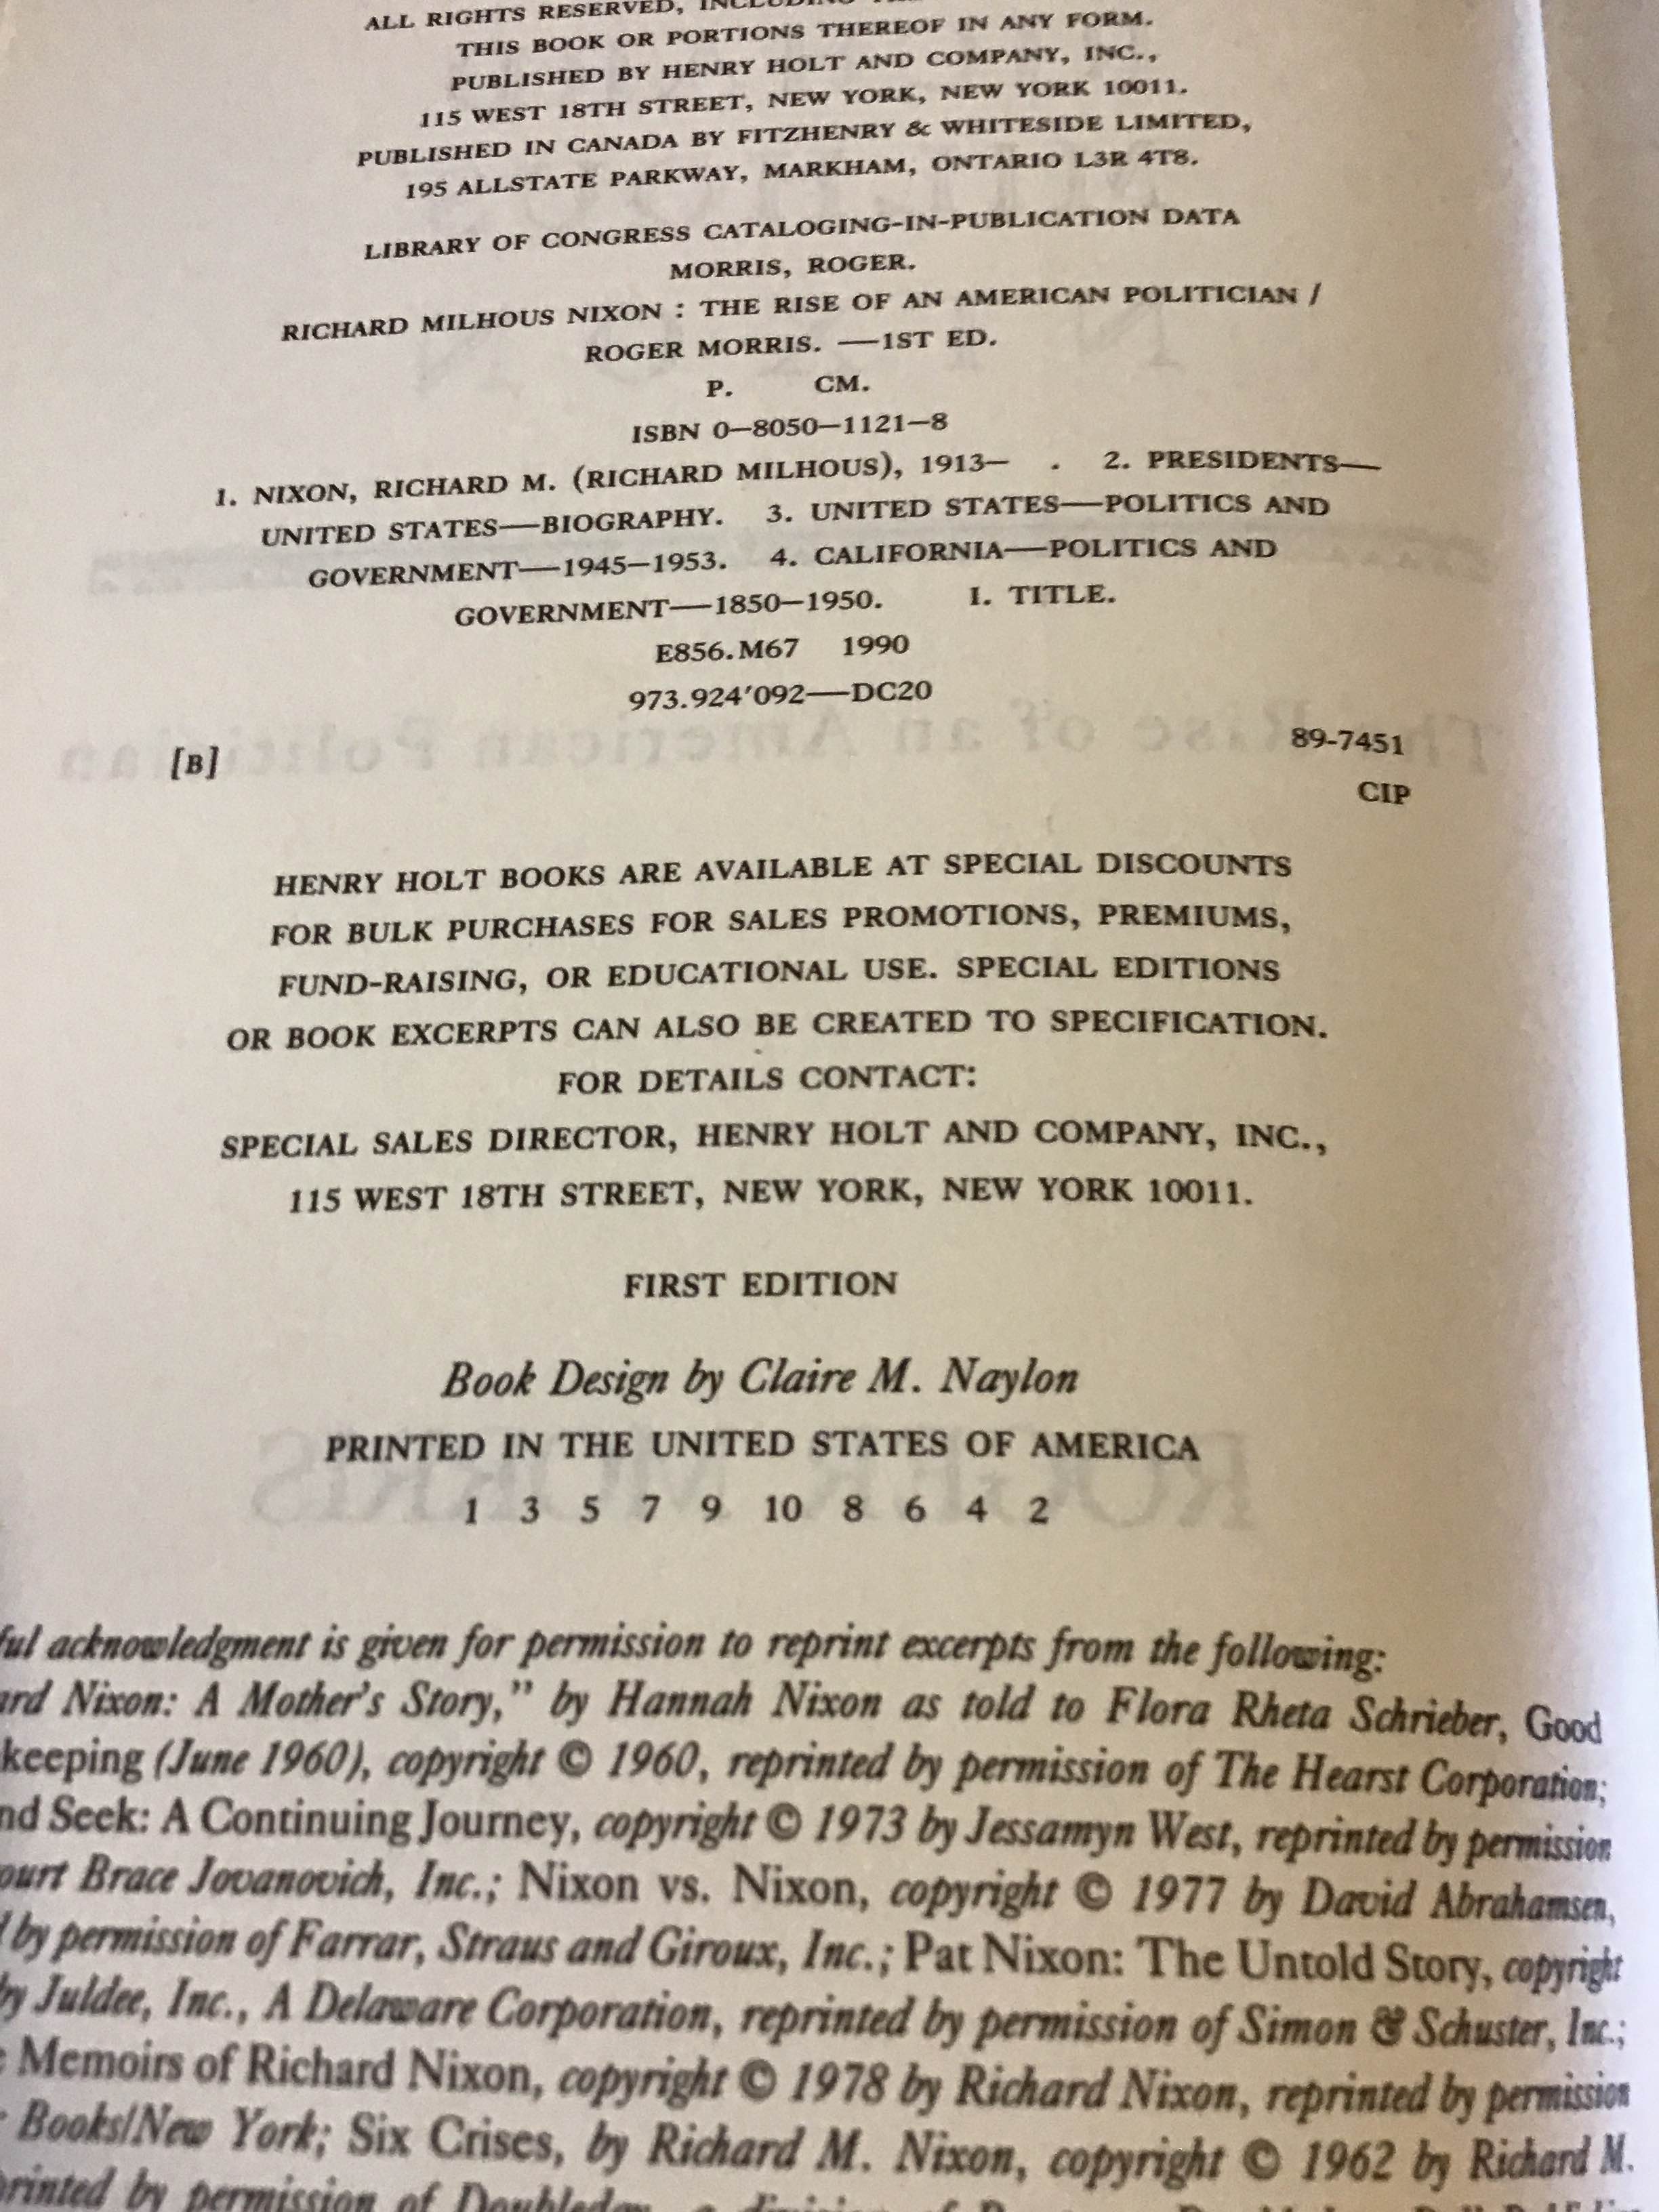 ALL RIGHTS RESERVED, INCLUDING
THIS BOOK OR PORTIONS THEREOF IN ANY FORM.
PUBLISHED BY HENRY HOLT AND COMPANY, INC.,
115 WEST 18TH STREET, NEW YORK, NEW YORK 10011.
PUBLISHED IN CANADA BY FITZHENRY & WHITESIDE LIMITED,
195 ALLSTATE PARKWAY, MARKHAM, ONTARIO L3R 4T8.
LIBRARY OF CONGRESS CATALOGING-IN-PUBLICATION DATA
MORRIS, ROGER.
RICHARD MILHOUS NIXON : THE RISE OF AN AMERICAN POLITICIAN /
ROGER MORRIS. —1ST ED.
P. CM.
ISBN 0–8050–1121–8
1. NIXON, RICHARD M. (RICHARD MILHOUS), 1913– . 2. PRESIDENTS—
UNITED STATES—BIOGRAPHY. 3. UNITED STATES—POLITICS AND
GOVERNMENT—1945–1953. 4. CALIFORNIA—POLITICS AND
GOVERNMENT—1850–1950. I. TITLE.
E856.M67 1990
973.924'092—DC20
89-7451
[B]
CIP
HENRY HOLT BOOKS ARE AVAILABLE AT SPECIAL DISCOUNTS
FOR BULK PURCHASES FOR SALES PROMOTIONS, PREMIUMS,
FUND-RAISING, OR EDUCATIONAL USE. SPECIAL EDITIONS
OR BOOK EXCERPTS CAN ALSO BE CREATED TO SPECIFICATION.
FOR DETAILS CONTACT:
SPECIAL SALES DIRECTOR, HENRY HOLT AND COMPANY, INC.,
115 WEST 18TH STREET, NEW YORK, NEW YORK 10011.
FIRST EDITION
Book Design by Claire M. Naylon
PRINTED IN THE UNITED STATES OF AMERICA
1 3 5 7 9 10 8 6 4 2
ful acknowledgment is given for permission to reprint excerpts from the following:
ard Nixon: A Mother's Story," by Hannah Nixon as told to Flora Rheta Schrieber, Good
keeping (June 1960), copyright © 1960, reprinted by permission of The Hearst Corporation;
nd Seek: A Continuing Journey, copyright © 1973 by Jessamyn West, reprinted by permission
ourt Brace Jovanovich, Inc.; Nixon vs. Nixon, copyright © 1977 by David Abrahamsen,
by permission of Farrar, Straus and Giroux, Inc.; Pat Nixon: The Untold Story, copyright
by Juldee, Inc., A Delaware Corporation, reprinted by permission of Simon & Schuster, Inc.;
Memoirs of Richard Nixon, copyright © 1978 by Richard Nixon, reprinted by permission
Books/New York; Six Crises, by Richard M. Nixon, copyright © 1962 by Richard M.
printed by permission of Doubleday, a division of